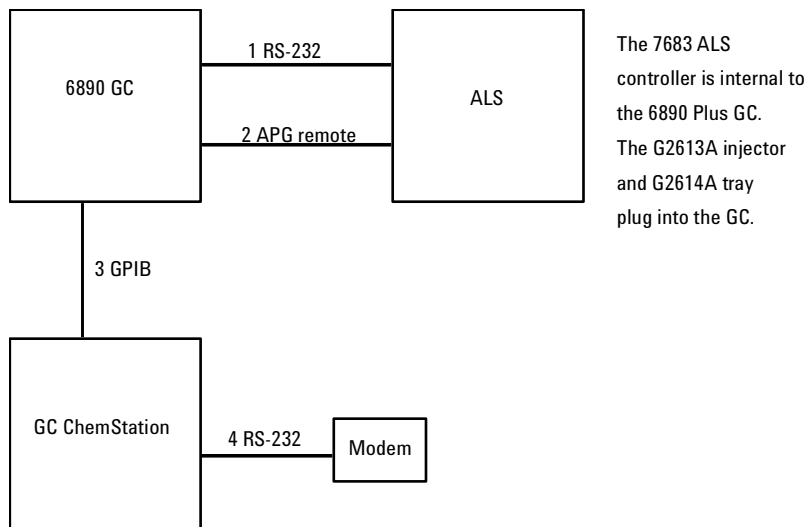 1 RS-232
6890 GC
ALS
2 APG remote
The 7683 ALS
controller is internal to
the 6890 Plus GC.
The G2613A injector
and G2614A tray
plug into the GC.
3 GPIB
GC ChemStation
4 RS-232
Modem